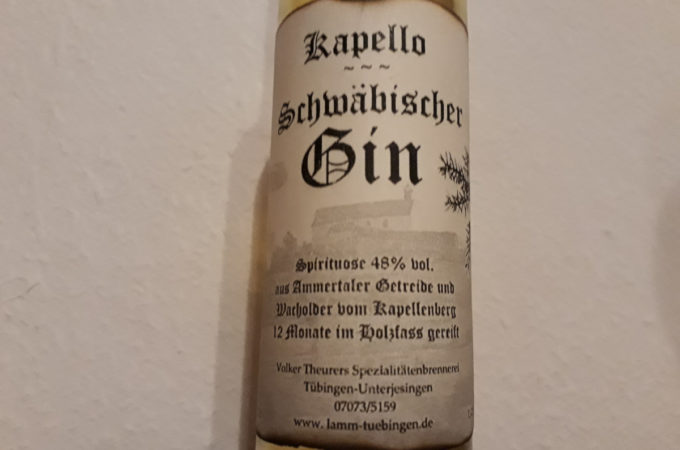 Kapello
~ ~ ~
Schwäbischer
Gin
Spirituose 48% vol.
aus Ammertaler Getreide und
Wacholder vom Kapellenberg
12 Monate im Holzfass gereift
Volker Theurers Spezialitätenbrennerei
Tübingen-Unterjesingen
07073/5159
www.lamm-tuebingen.de